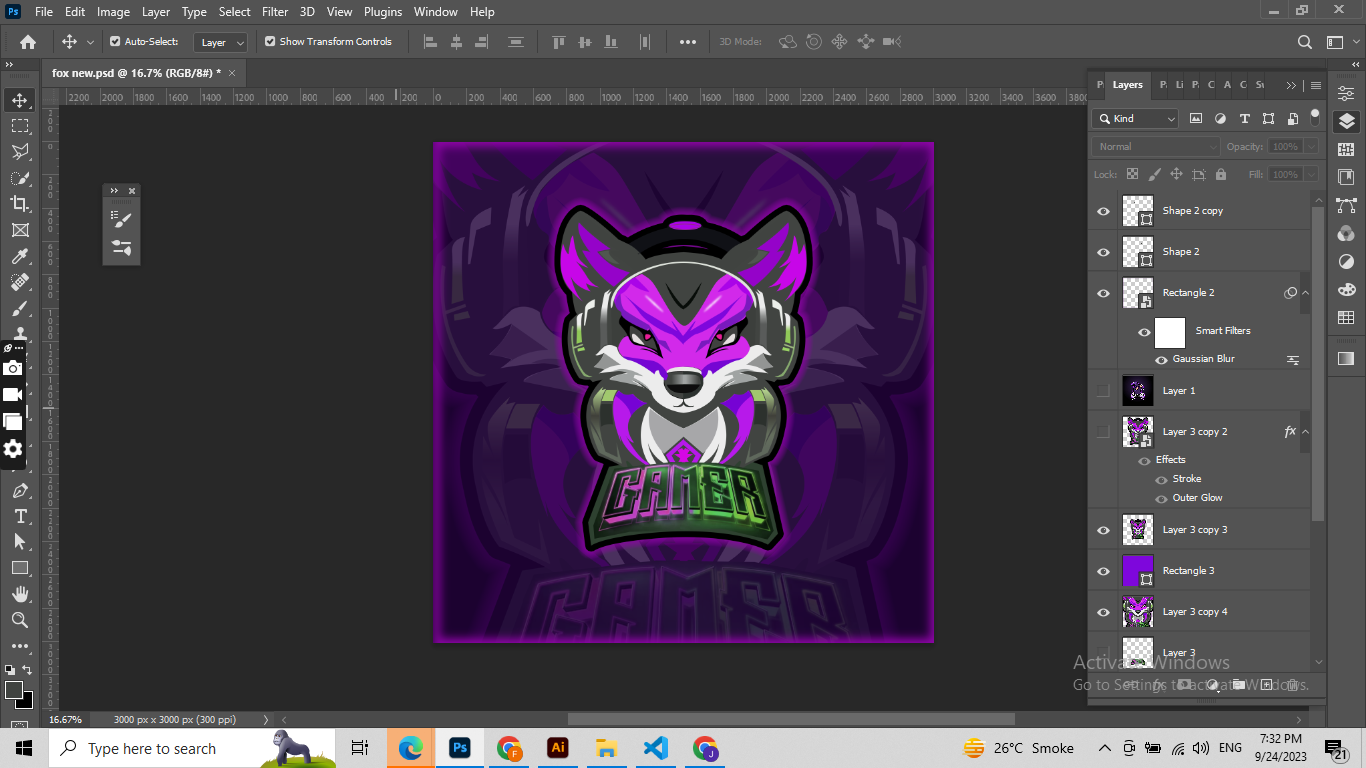 Ps File Edit Image Layer Type Select Filter 3D View Plugins Window Help
Auto-Select: Layer Show Transform Controls 3D Mode:
fox new.psd @ 16.7% (RGB/8#) *
2200 2000 1800 1600 1400 1200 1000 800 600 400 200 0 200 400 600 800 1000 1200 1400 1600 1800 2000 2200 2400 2600 2800 3000 3200 3400 3600 3800
Layers
Kind
Normal Opacity: 100%
Lock: Fill: 100%
Shape 2 copy
Shape 2
Rectangle 2
Smart Filters
Gaussian Blur
Layer 1
Layer 3 copy 2 fx
Effects
Stroke
Outer Glow
Layer 3 copy 3
Rectangle 3
Layer 3 copy 4
Layer 3
GAMER
GAMER
Activate Windows
Go to Settings to activate Windows.
16.67% 3000 px x 3000 px (300 ppi)
Type here to search
Ps
F
Ai
J
26°C Smoke
ENG
7:32 PM
9/24/2023
21